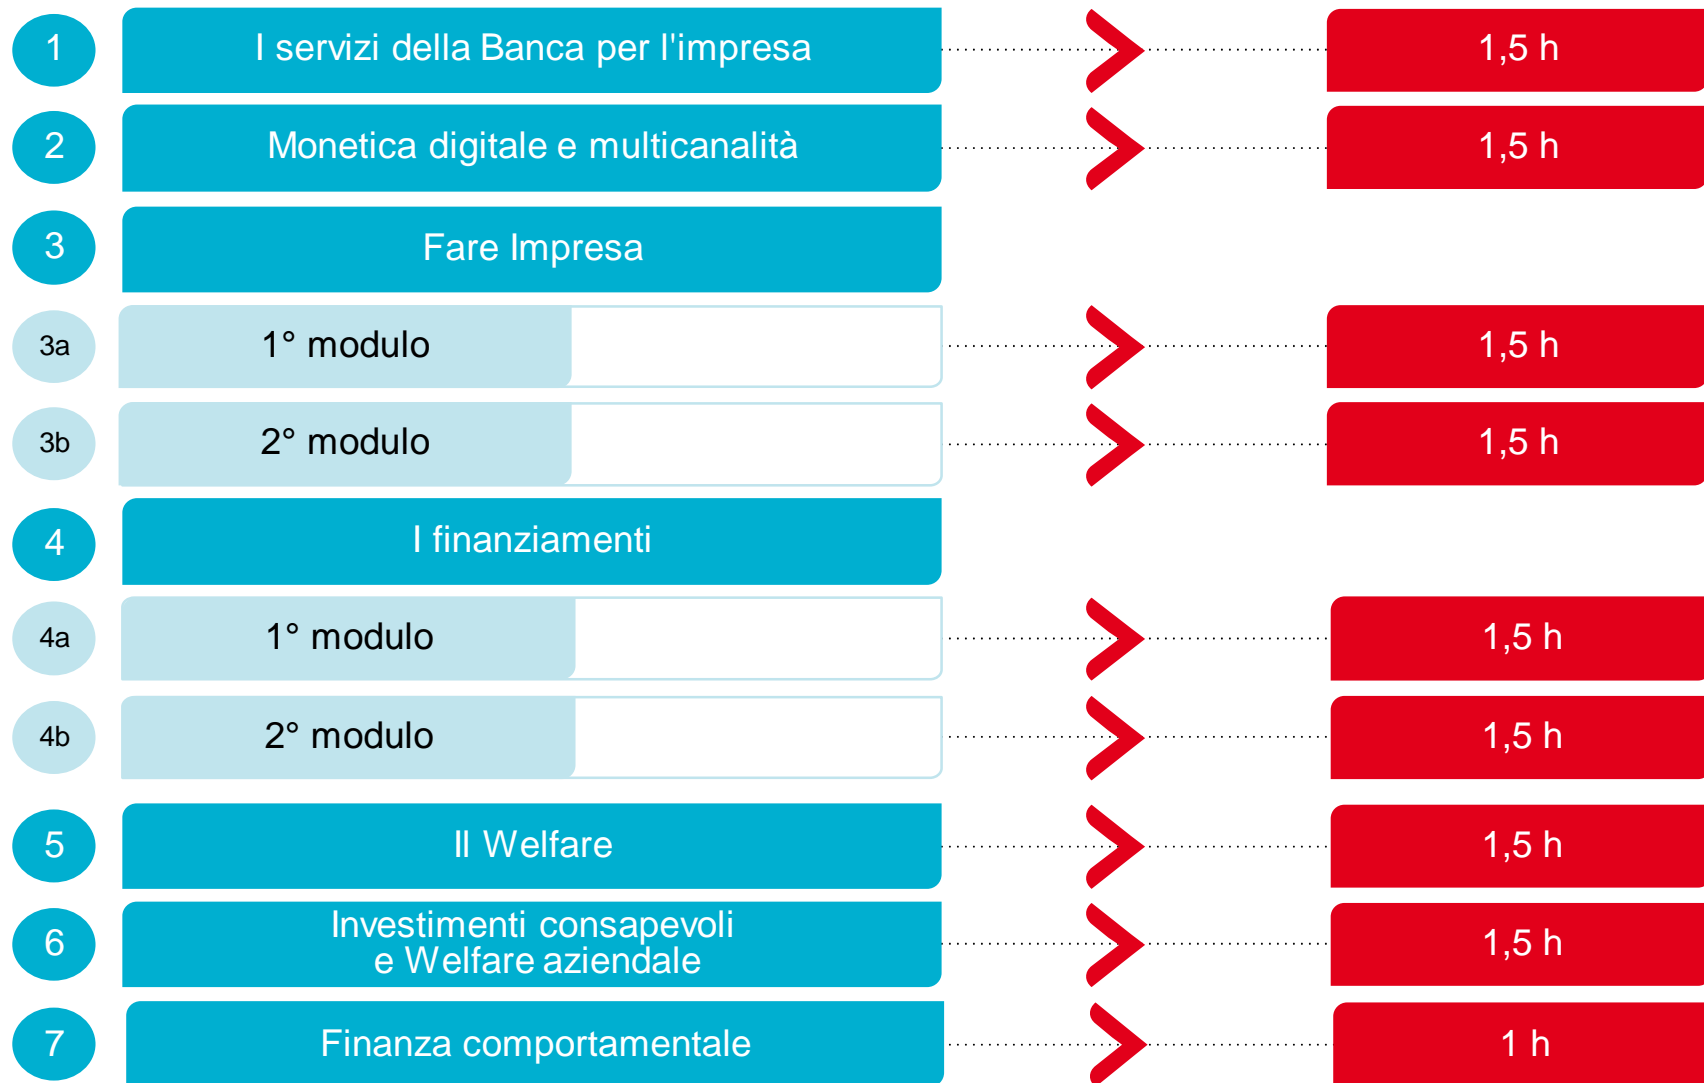 1 I servizi della Banca per l'impresa 1,5 h
2 Monetica digitale e multicanalità 1,5 h
3 Fare Impresa
3a 1° modulo 1,5 h
3b 2° modulo 1,5 h
4 I finanziamenti
4a 1° modulo 1,5 h
4b 2° modulo 1,5 h
5 Il Welfare 1,5 h
6 Investimenti consapevoli
e Welfare aziendale 1,5 h
7 Finanza comportamentale 1 h